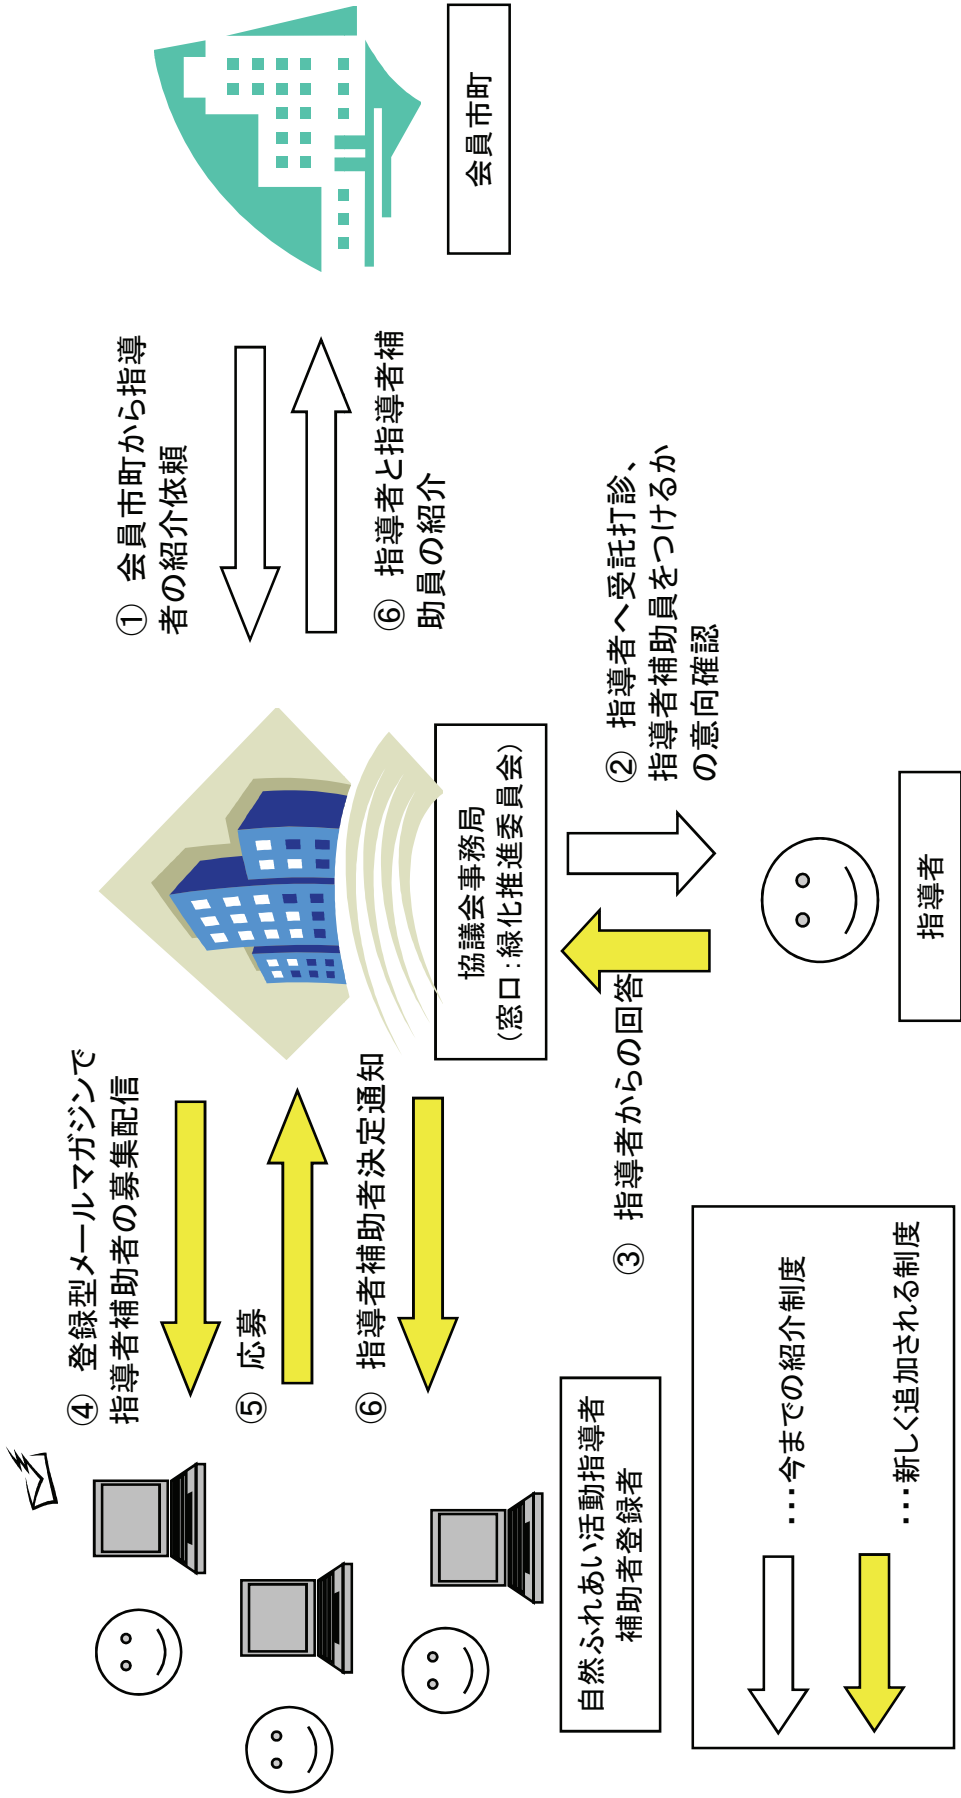 ④ 登録型メールマガジンで
指導者補助者の募集配信
⑤ 応募
⑥ 指導者補助者決定通知
自然ふれあい活動指導者
補助者登録者
① 会員市町から指導
者の紹介依頼
⑥ 指導者と指導者補
助員の紹介
会員市町
協議会事務局
(窓口:緑化推進委員会)
② 指導者へ受託打診、
指導者補助員をつけるか
の意向確認
③ 指導者からの回答
指導者
・・・今までの紹介制度
・・・新しく追加される制度